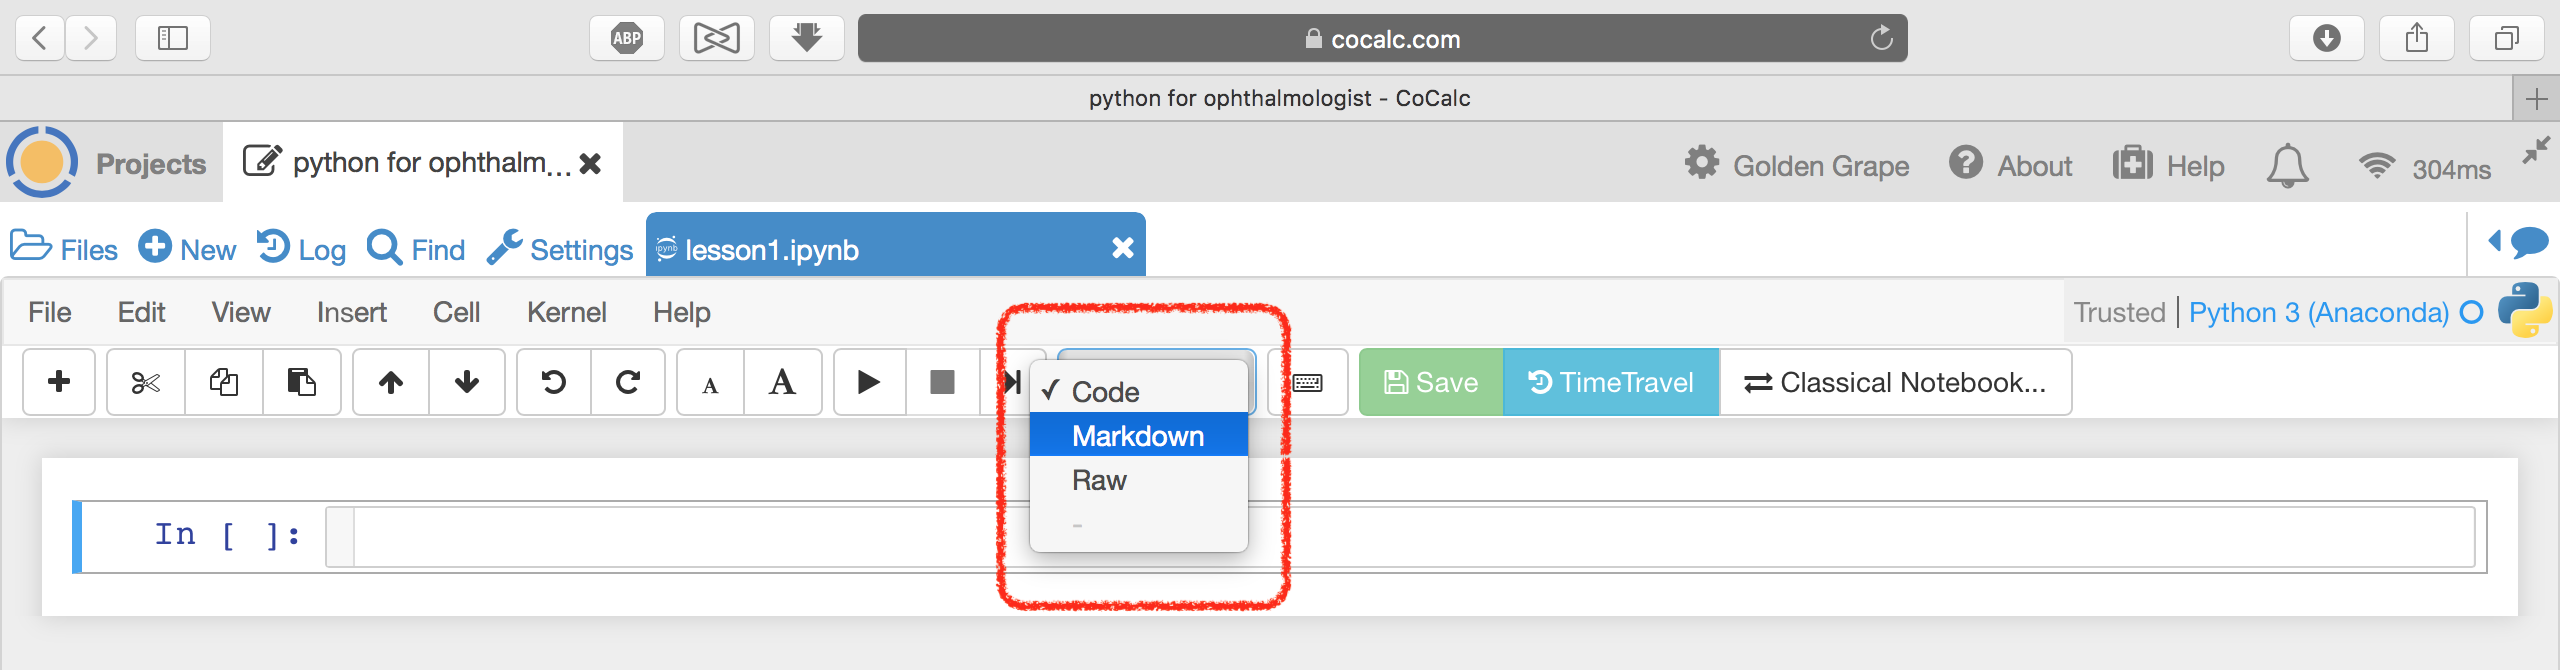 ABP
cocalc.com
python for ophthalmologist - CoCalc
Projects python for ophthalm... Golden Grape About Help 304ms
Files New Log Find Settings ipynb lesson1.ipynb
File Edit View Insert Cell Kernel Help Trusted Python 3 (Anaconda)
A A Save TimeTravel Classical Notebook...
✓ Code
Markdown
Raw
-
In [ ]: